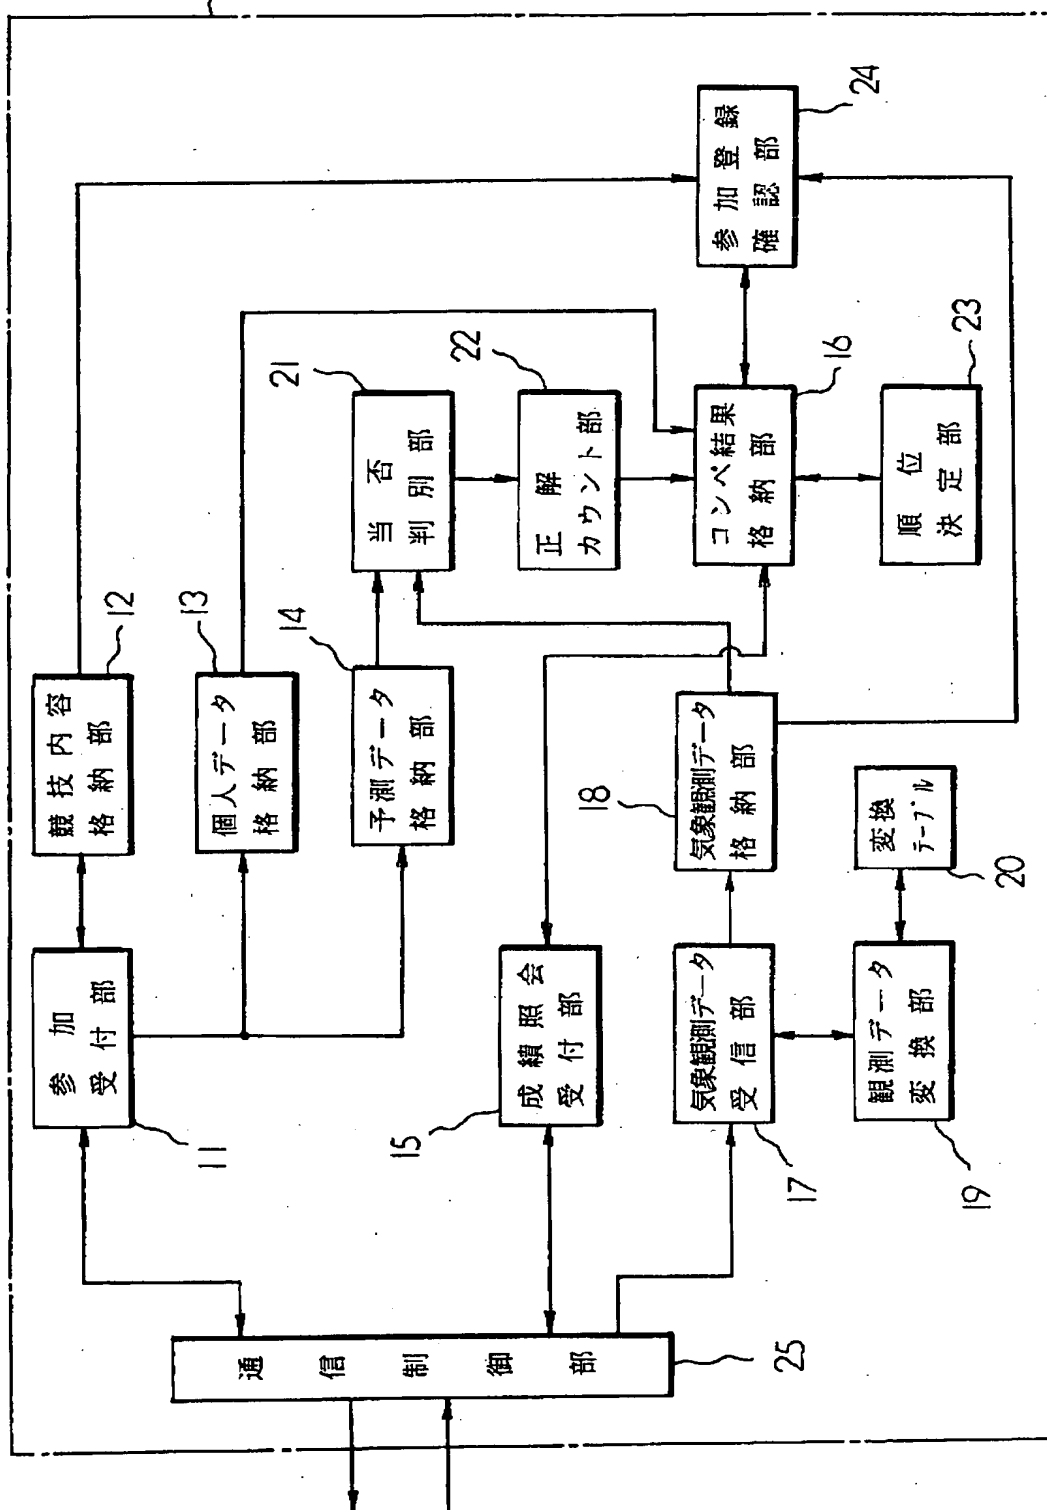 通信制御部
25
参加
受付部
11
競技内容
格納部
12
個人データ
格納部
13
予測データ
格納部
14
成績照会
受付部
15
気象観測データ
受信部
17
気象観測データ
格納部
18
観測データ
変換部
19
変換
テーブル
20
当否
判別部
21
正解
カウント部
22
コンペ結果
格納部
16
順位
決定部
23
参加登録
確認部
24